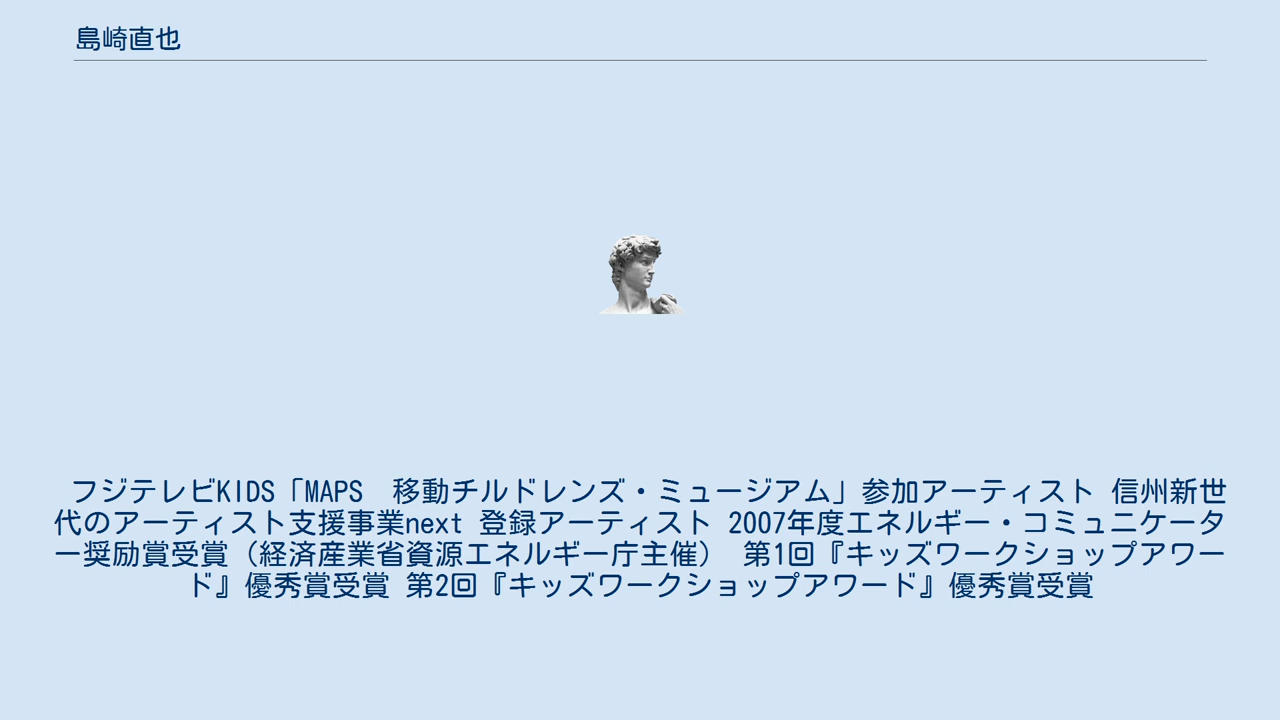 島崎直也
フジテレビKIDS「MAPS　移動チルドレンズ・ミュージアム」参加アーティスト 信州新世
代のアーティスト支援事業next 登録アーティスト 2007年度エネルギー・コミュニケータ
ー奨励賞受賞（経済産業省資源エネルギー庁主催） 第1回『キッズワークショップアワー
ド』優秀賞受賞 第2回『キッズワークショップアワード』優秀賞受賞